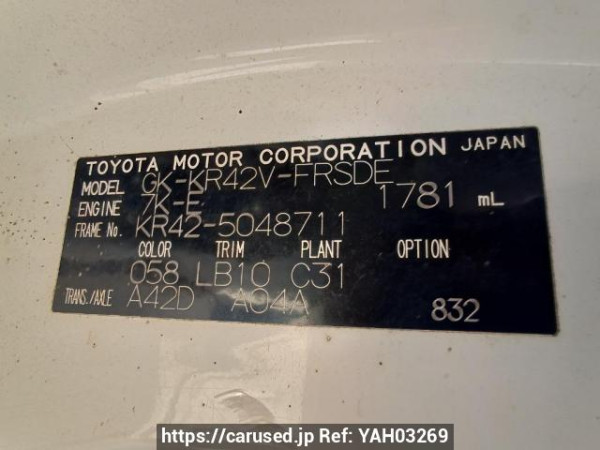 TOYOTA MOTOR CORPORATION JAPAN
MODEL GK-KR42V-FRSDE
ENGINE 7K-E 1781 mL
FRAME No. KR42-5048711
COLOR TRIM PLANT OPTION
058 LB10 C31
TRANS./AXLE A42D A04A 832
https://carused.jp Ref: YAH03269